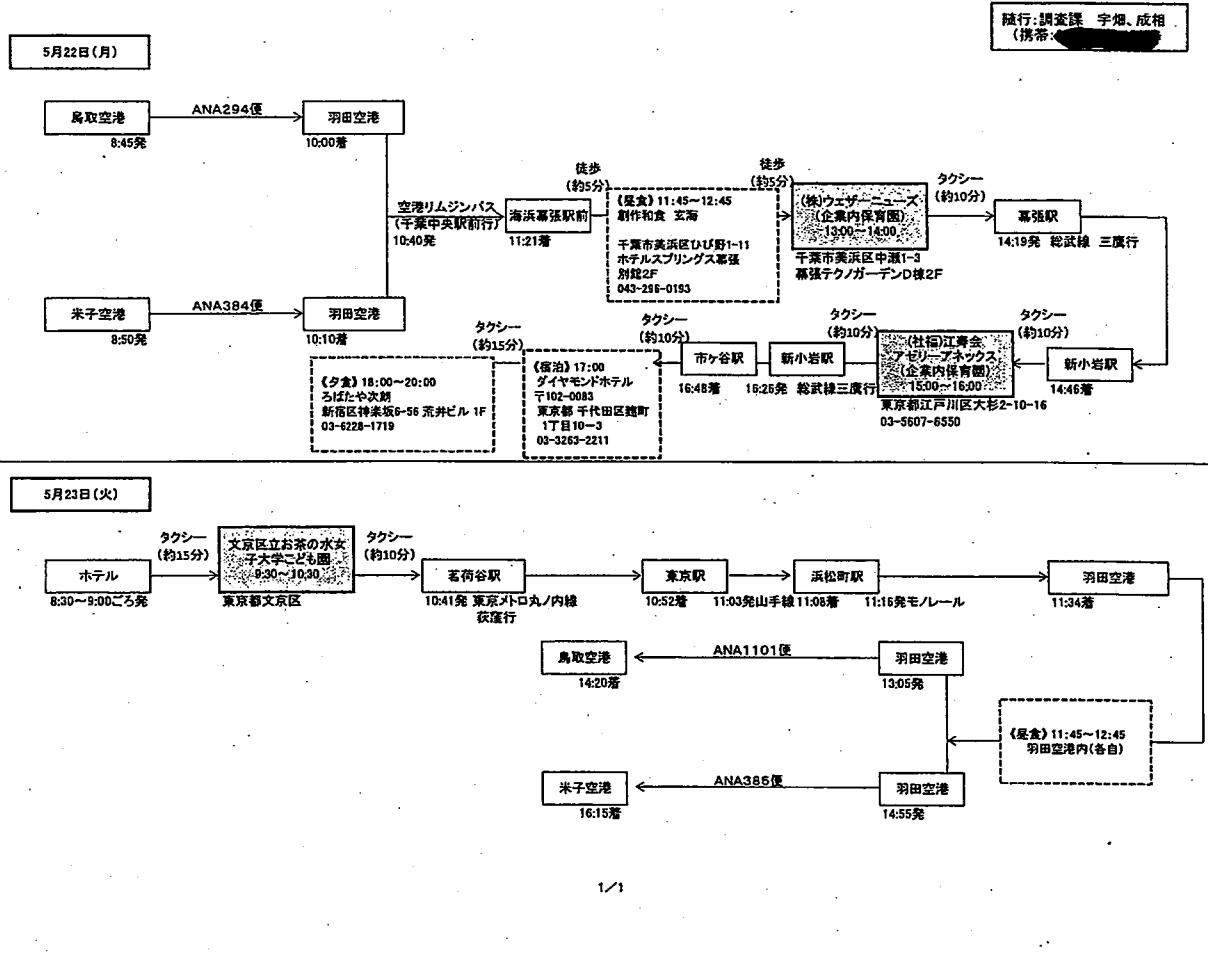 随行:調査課 宇畑、成相
(携帯:
5月22日(月)
鳥取空港
ANA294便
羽田空港
8:45発
10:00着
空港リムジンバス
(千葉中央駅前行)
10:40発
海浜幕張駅前
11:21着
徒歩
(約5分)
《昼食》11:45~12:45
創作和食 玄海
千葉市美浜区ひび野1-11
ホテルスプリングス幕張
別館2F
043-296-0193
徒歩
(約5分)
(株)ウェザーニューズ
(企業内保育園)
13:00~14:00
千葉市美浜区中瀬1-3
幕張テクノガーデンD棟2F
タクシー
(約10分)
幕張駅
14:19発 総武線 三鷹行
米子空港
ANA384便
羽田空港
8:50発
10:10着
タクシー
(約10分)
新小岩駅
14:46着
(社福)江寿会
アゼリーアネックス
(企業内保育園)
15:00~16:00
東京都江戸川区大杉2-10-16
03-5607-6550
タクシー
(約10分)
新小岩駅
16:26発 総武線三鷹行
市ヶ谷駅
16:48着
タクシー
(約10分)
《宿泊》17:00
ダイヤモンドホテル
〒102-0083
東京都 千代田区麹町
1丁目10-3
03-3263-2211
タクシー
(約15分)
《夕食》18:00~20:00
ろばたや次朗
新宿区神楽坂6-56 荒井ビル 1F
03-6228-1719
5月23日(火)
ホテル
8:30~9:00ごろ発
タクシー
(約15分)
文京区立お茶の水女
子大学こども園
9:30~10:30
東京都文京区
タクシー
(約10分)
茗荷谷駅
10:41発 東京メトロ丸ノ内線
荻窪行
東京駅
10:52着
11:03発山手線
浜松町駅
11:08着
11:16発モノレール
羽田空港
11:34着
《昼食》11:45~12:45
羽田空港内(各自)
羽田空港
13:05発
ANA1101便
鳥取空港
14:20着
羽田空港
14:55発
ANA385便
米子空港
16:15着
1/1